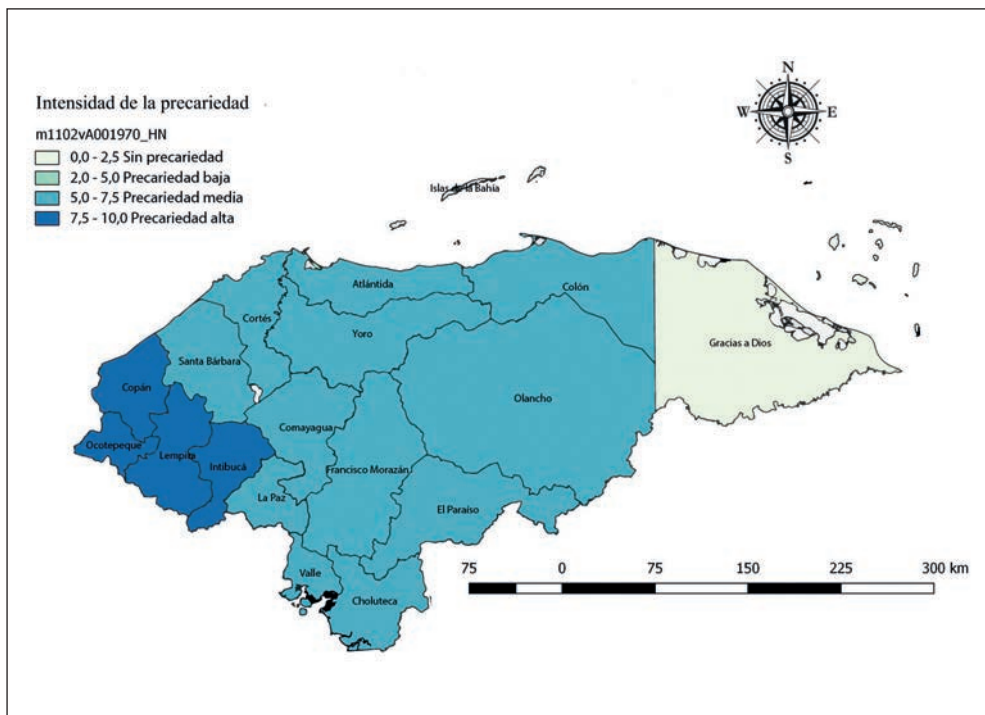 Intensidad de la precariedad
m1102vA001970_HN
0,0 - 2,5 Sin precariedad
2,0 - 5,0 Precariedad baja
5,0 - 7,5 Precariedad media
7,5 - 10,0 Precariedad alta
N
W E
S
Islas de la Bahía
Atlántida
Colón
Cortés
Yoro
Gracias a Dios
Santa Bárbara
Copán
Olancho
Comayagua
Ocotepeque
Lempira
Intibucá
Francisco Morazán
La Paz
El Paraíso
Valle
Choluteca
75 0 75 150 225 300 km